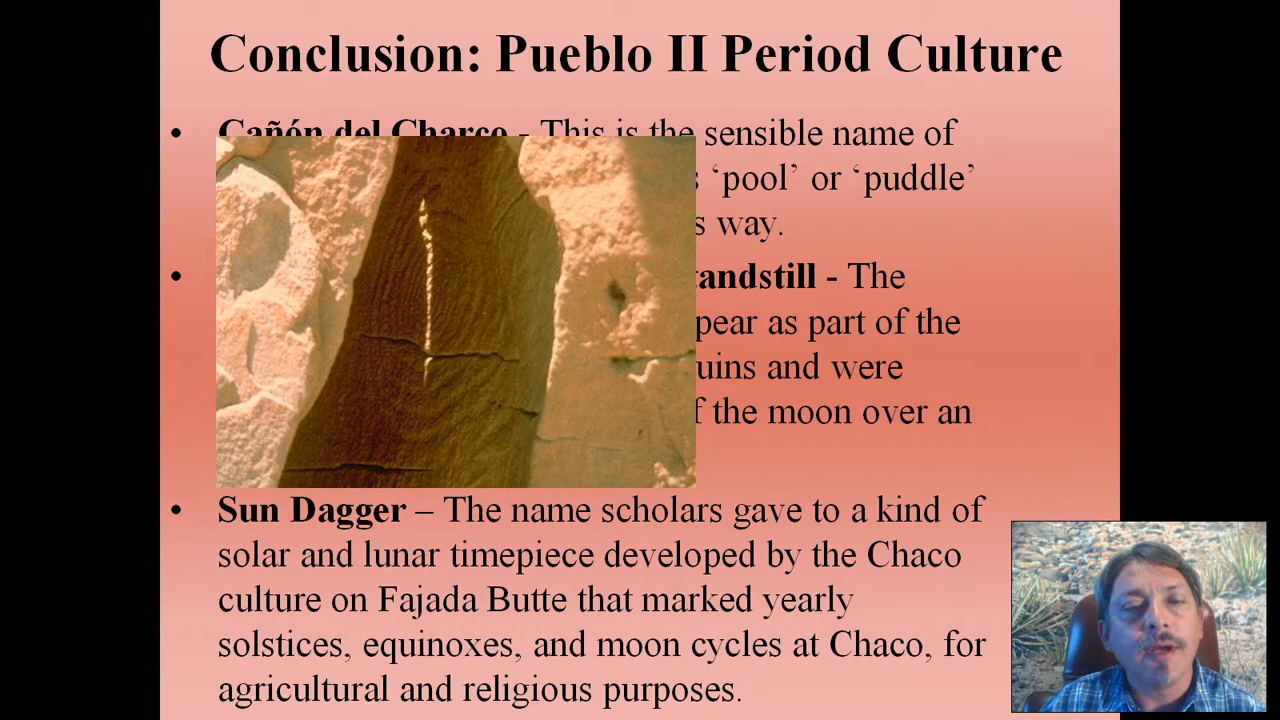 Conclusion: Pueblo II Period Culture
• Cañón del Charco - This is the sensible name of
‘pool’ or ‘puddle’
way.
• - The
as part of the
and were
the moon over an
• Sun Dagger – The name scholars gave to a kind of
solar and lunar timepiece developed by the Chaco
culture on Fajada Butte that marked yearly
solstices, equinoxes, and moon cycles at Chaco, for
agricultural and religious purposes.